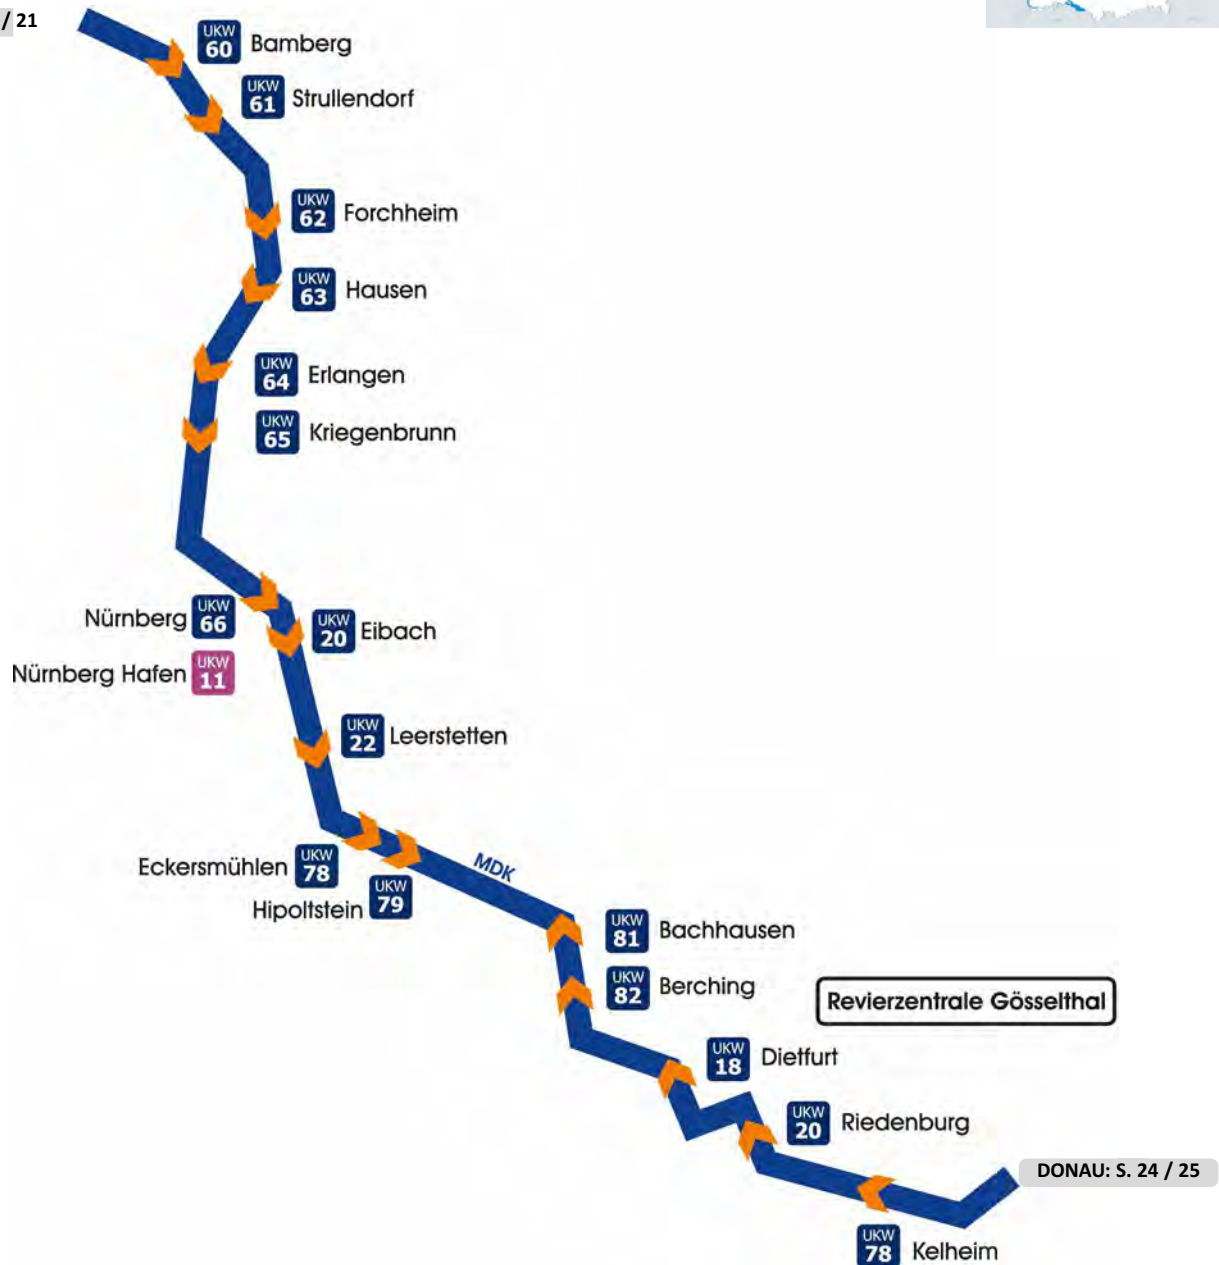 / 21
UKW
60 Bamberg
UKW
61 Strullendorf
UKW
62 Forchheim
UKW
63 Hausen
UKW
64 Erlangen
UKW
65 Kriegenbrunn
Nürnberg UKW
66
UKW
20 Eibach
Nürnberg Hafen UKW
11
UKW
22 Leerstetten
Eckersmühlen UKW
78
Hipoltstein UKW
79
MDK
UKW
81 Bachhausen
UKW
82 Berching
Revierzentrale Gösselthal
UKW
18 Dietfurt
UKW
20 Riedenburg
DONAU: S. 24 / 25
UKW
78 Kelheim